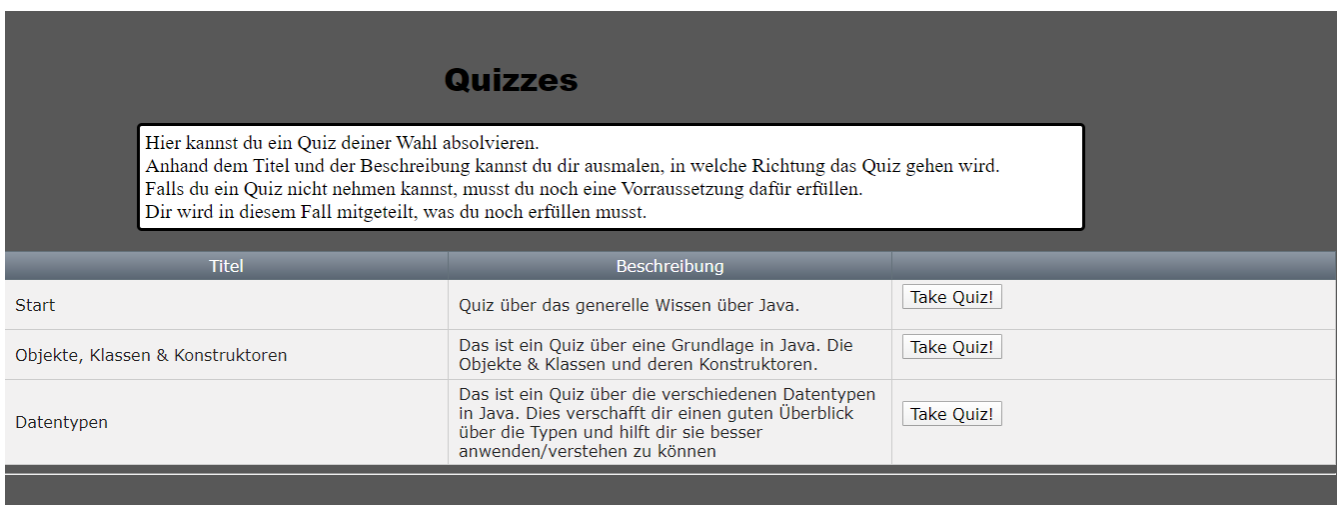 Quizzes
Hier kannst du ein Quiz deiner Wahl absolvieren.
Anhand dem Titel und der Beschreibung kannst du dir ausmalen, in welche Richtung das Quiz gehen wird.
Falls du ein Quiz nicht nehmen kannst, musst du noch eine Vorraussetzung dafür erfüllen.
Dir wird in diesem Fall mitgeteilt, was du noch erfüllen musst.
Titel Beschreibung
Start
Quiz über das generelle Wissen über Java.
Take Quiz!
Objekte, Klassen & Konstruktoren
Das ist ein Quiz über eine Grundlage in Java. Die
Objekte & Klassen und deren Konstruktoren.
Take Quiz!
Datentypen
Das ist ein Quiz über die verschiedenen Datentypen
in Java. Dies verschafft dir einen guten Überblick
über die Typen und hilft dir sie besser
anwenden/verstehen zu können
Take Quiz!